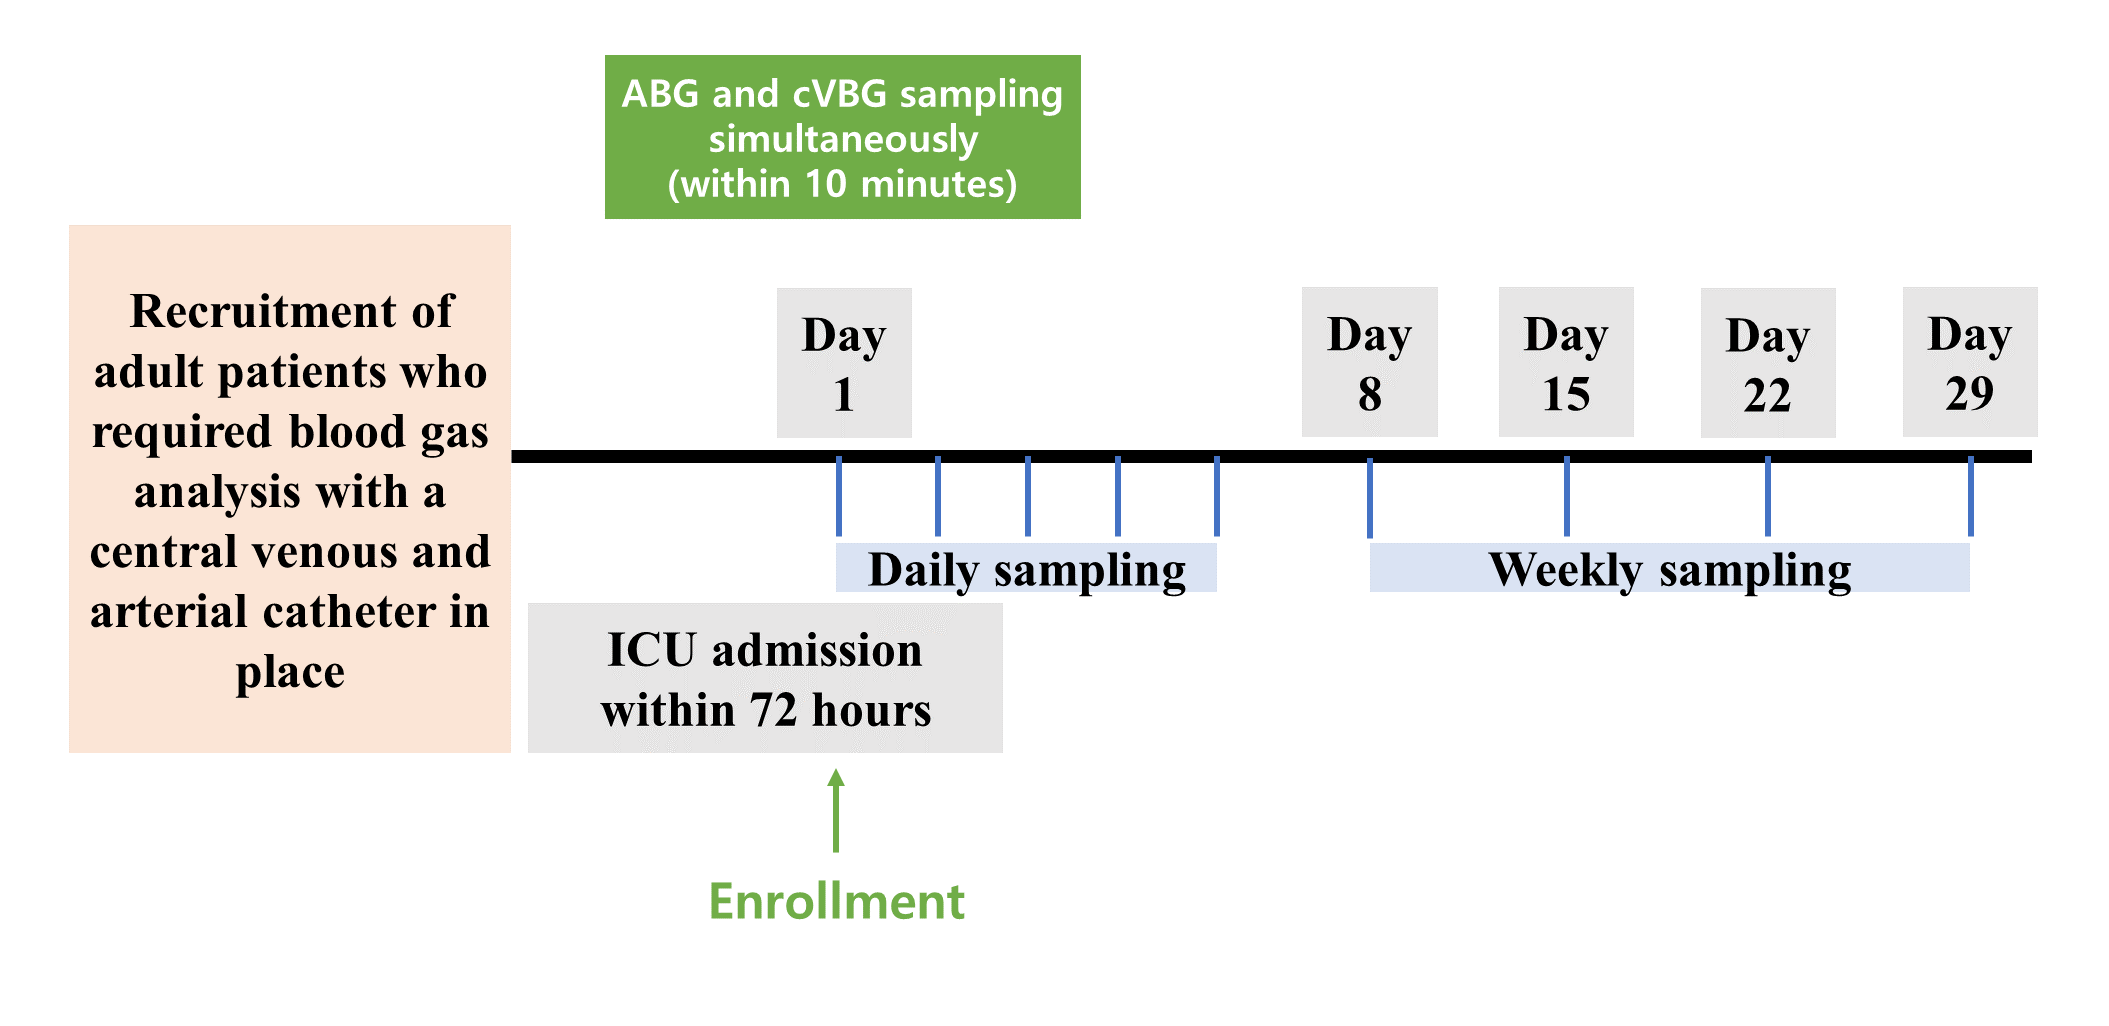 ABG and cVBG sampling
simultaneously
(within 10 minutes)
Recruitment of
adult patients who
required blood gas
analysis with a
central venous and
arterial catheter in
place
Day
1
Day
8
Day
15
Day
22
Day
29
Daily sampling
Weekly sampling
ICU admission
within 72 hours
Enrollment